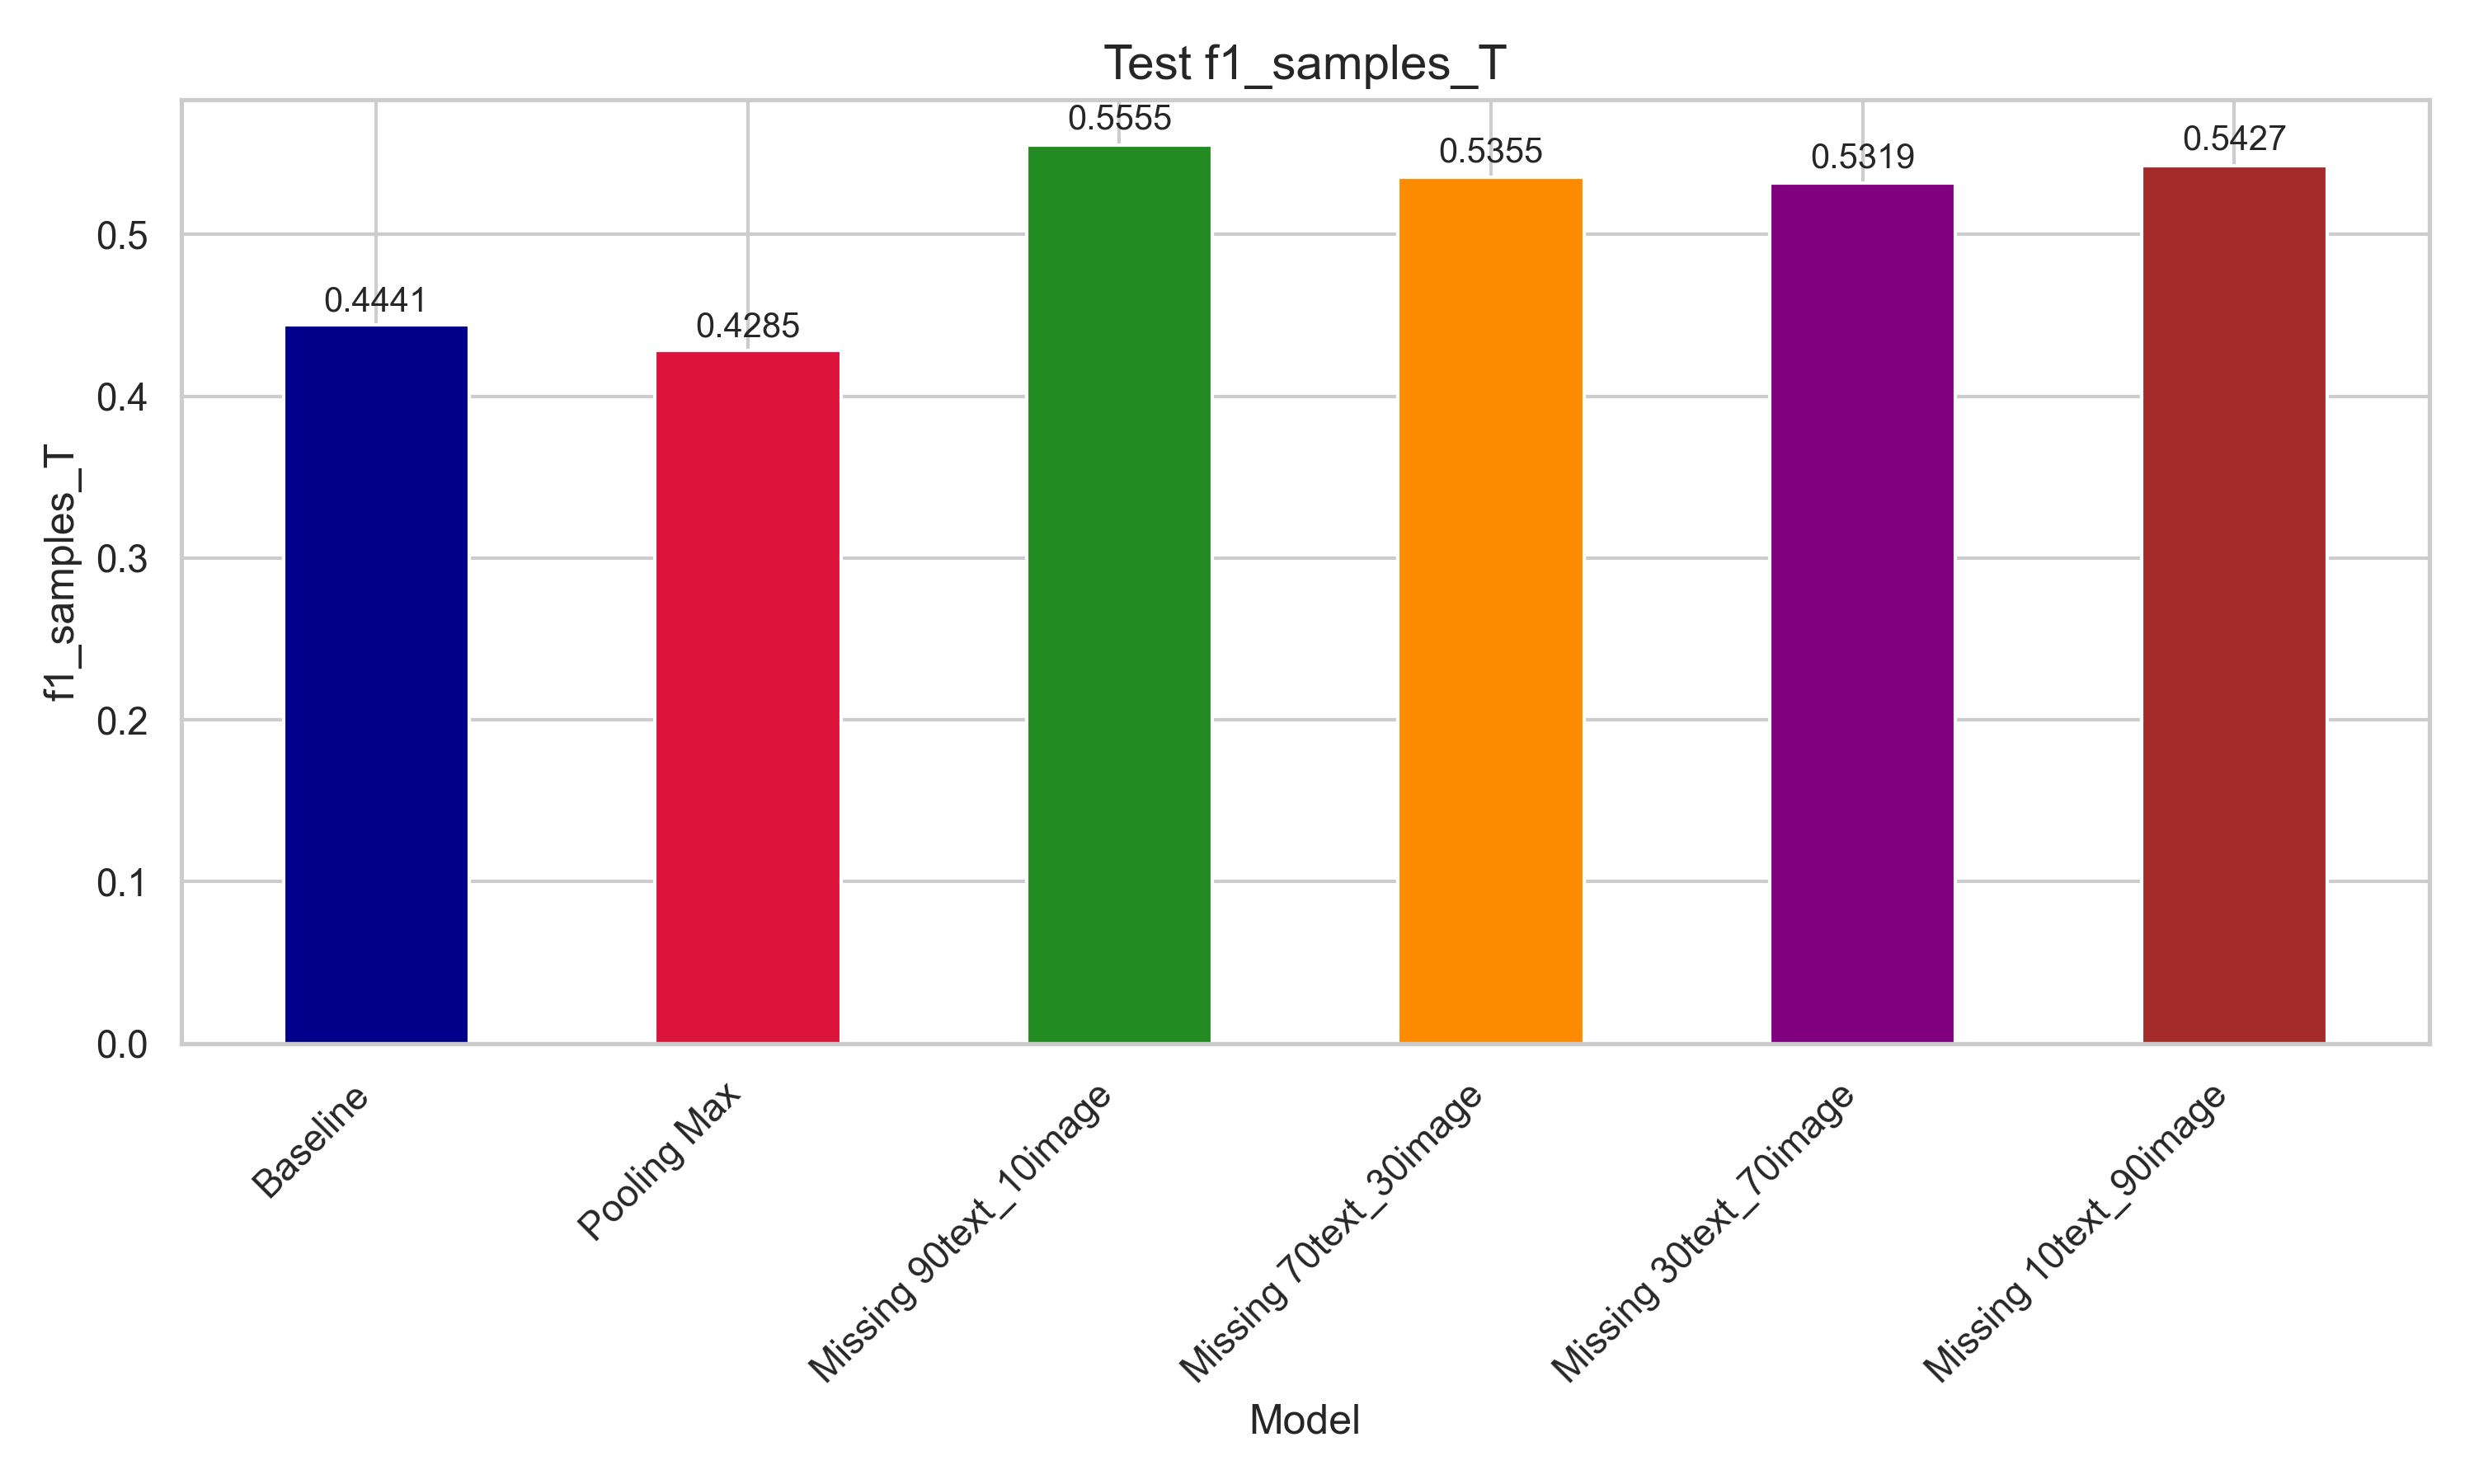 Test f1_samples_T
f1_samples_T
0.5
0.4
0.3
0.2
0.1
0.0
0.4441
0.4285
0.5555
0.5355
0.5319
0.5427
Baseline
Pooling Max
Missing 90text_10image
Missing 70text_30image
Missing 30text_70image
Missing 10text_90image
Model